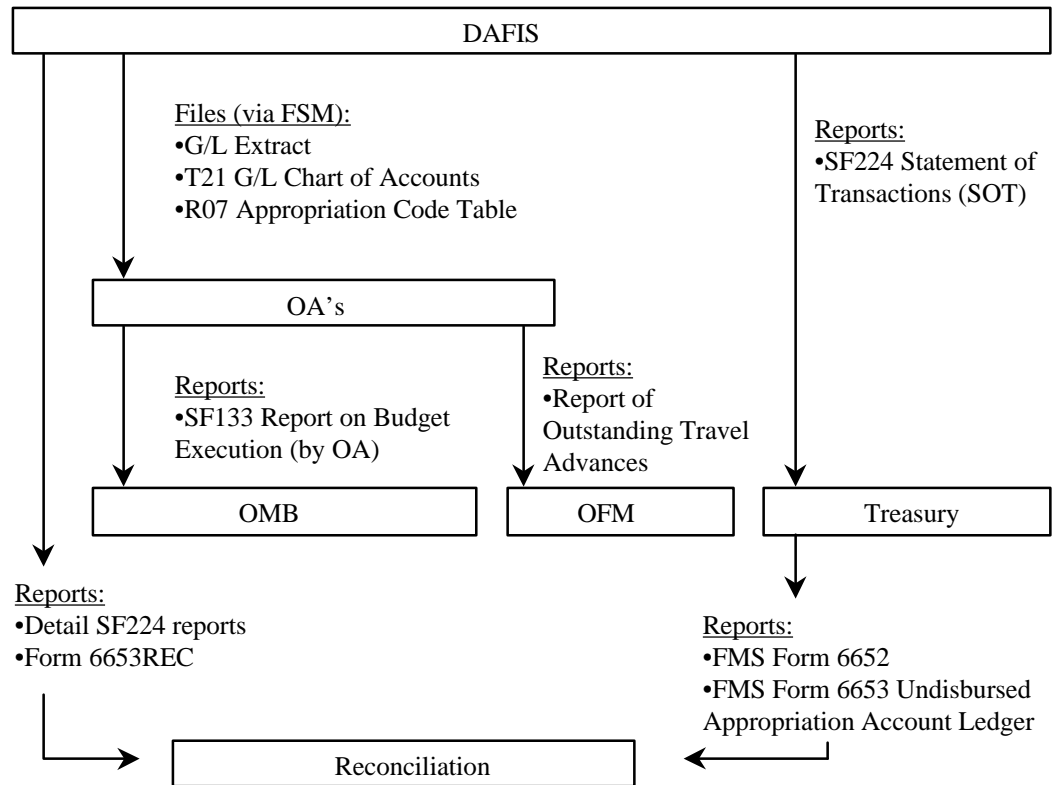 DAFIS
Files (via FSM):
•G/L Extract
•T21 G/L Chart of Accounts
•R07 Appropriation Code Table
Reports:
•SF224 Statement of
Transactions (SOT)
OA's
Reports:
•SF133 Report on Budget
Execution (by OA)
Reports:
•Report of
Outstanding Travel
Advances
OMB
OFM
Treasury
Reports:
•Detail SF224 reports
•Form 6653REC
Reports:
•FMS Form 6652
•FMS Form 6653 Undisbursed
Appropriation Account Ledger
Reconciliation